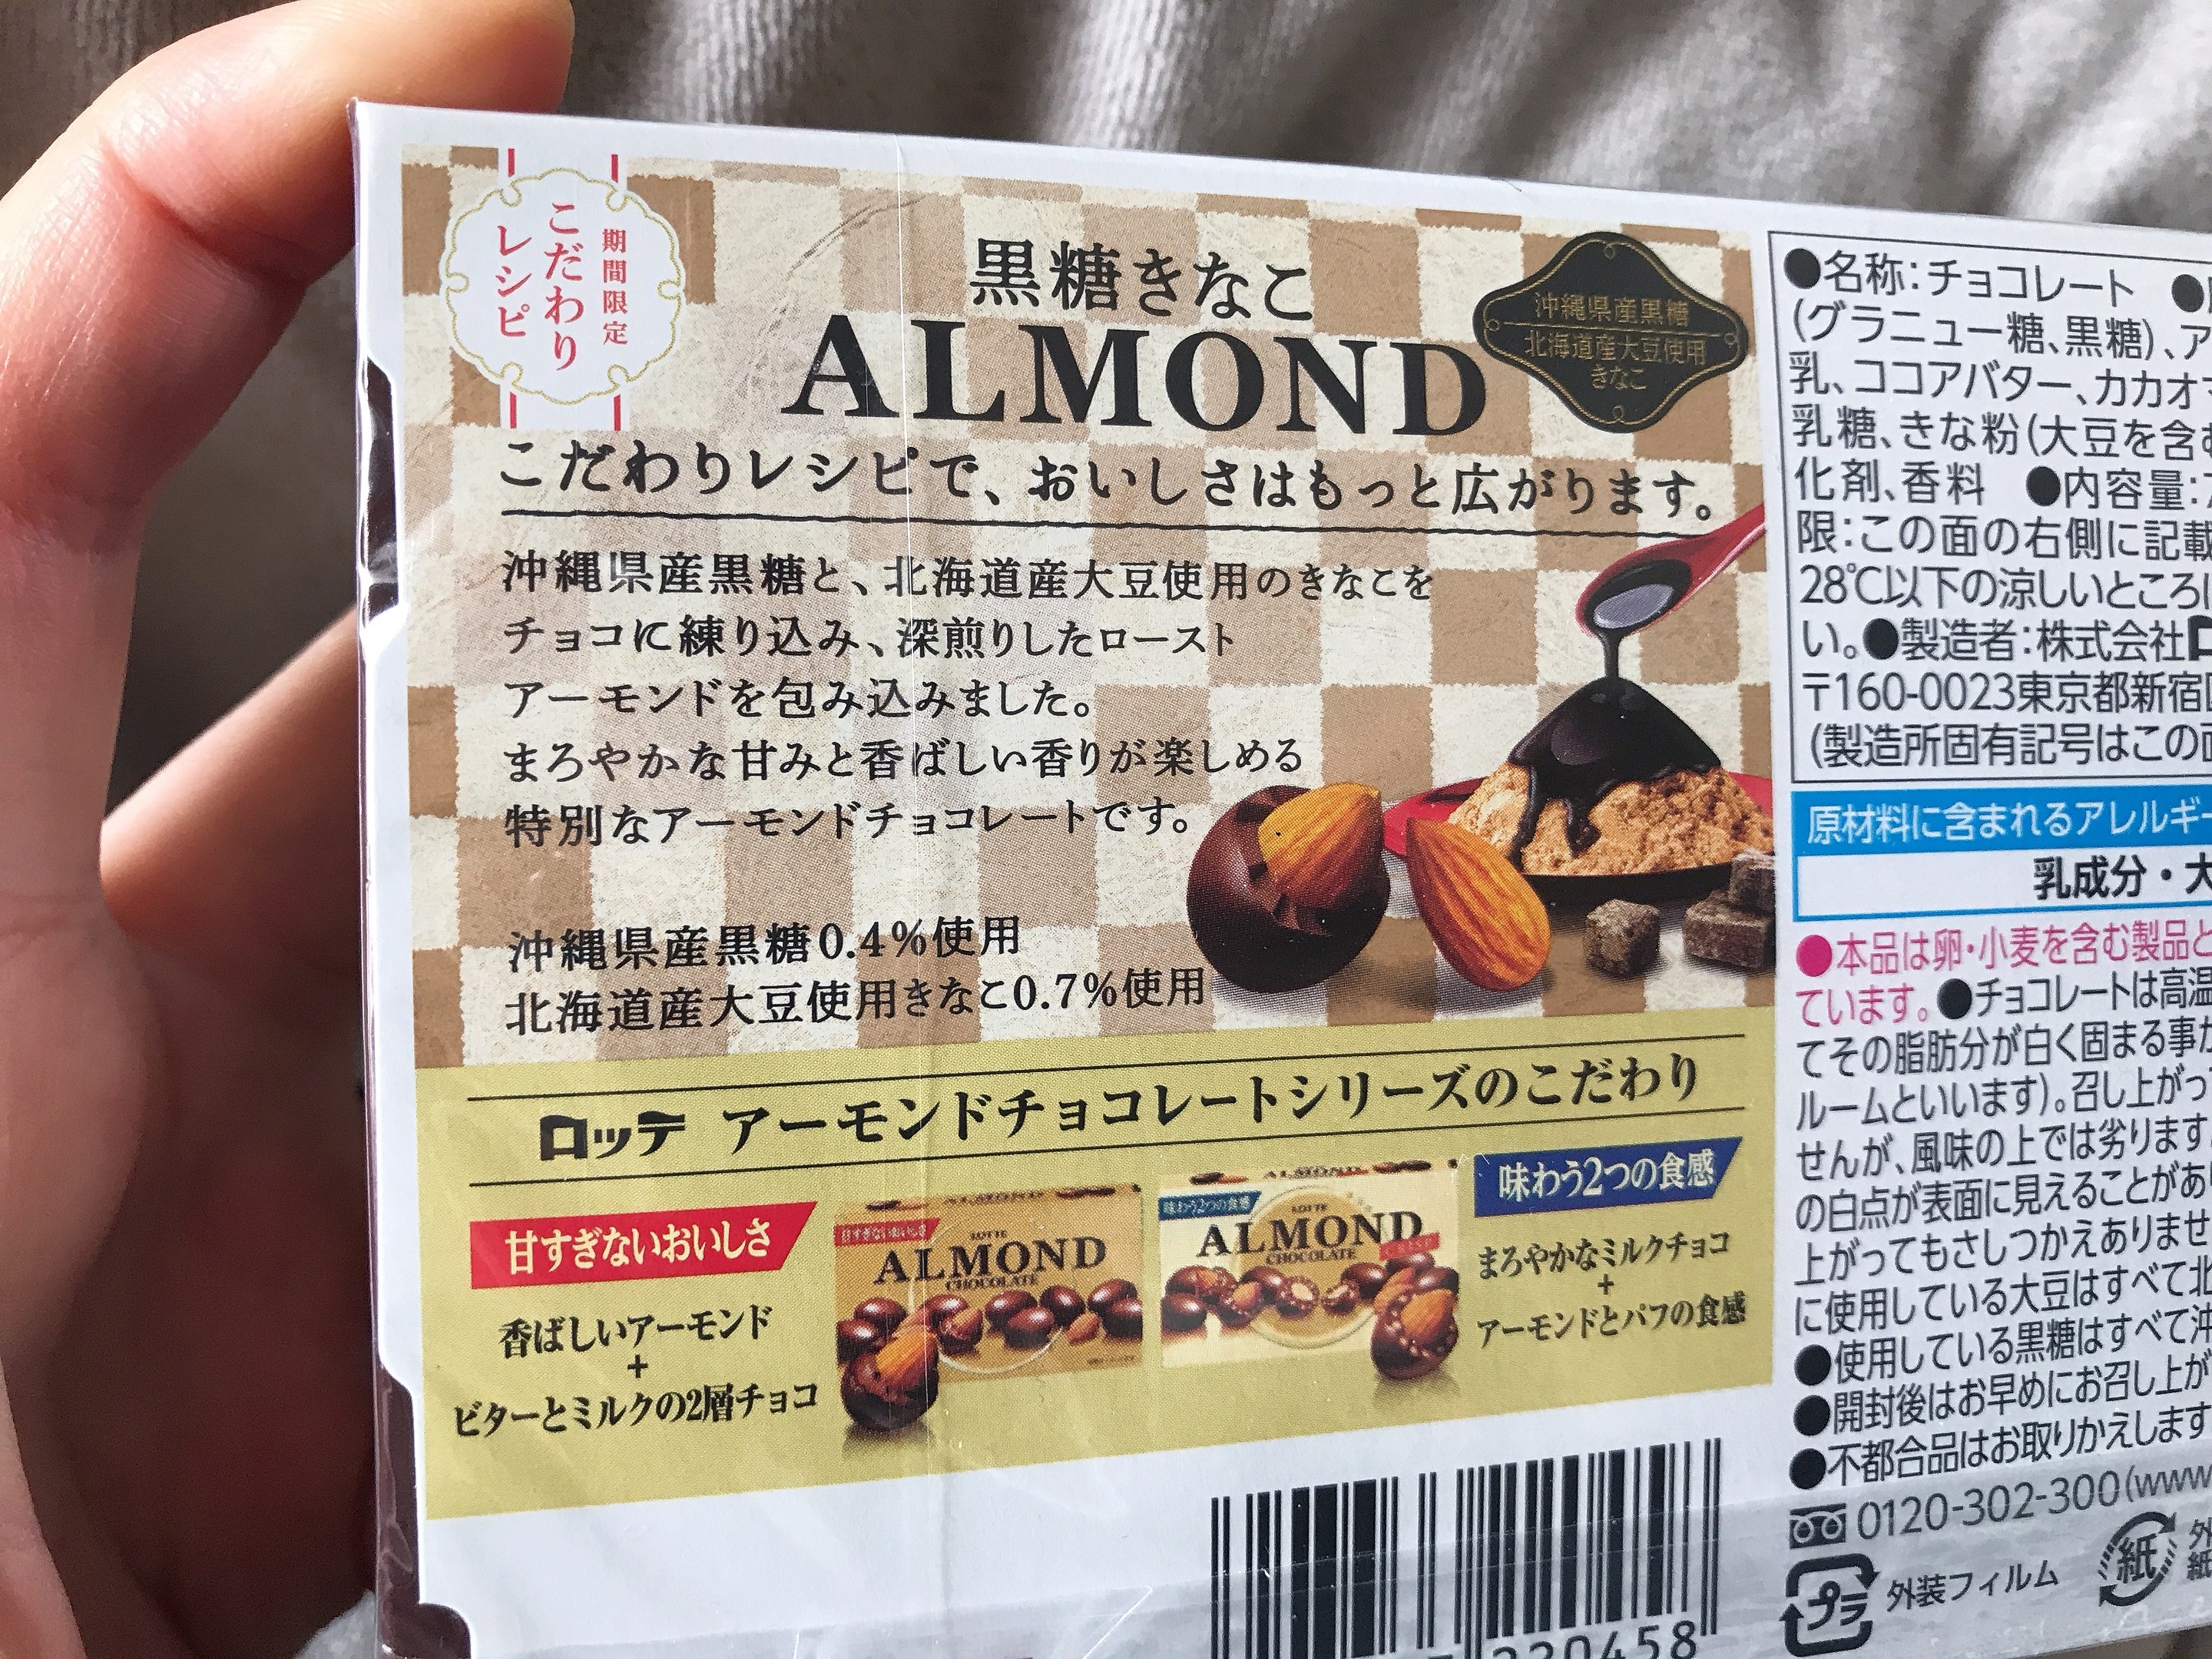 期間限定
こだわり
レシピ
黒糖きなこ
ALMOND
沖縄県産黒糖
北海道産大豆使用
きなこ
こだわりレシピで、おいしさはもっと広がります。
沖縄県産黒糖と、北海道産大豆使用のきなこを
チョコに練り込み、深煎りしたロースト
アーモンドを包み込みました。
まろやかな甘みと香ばしい香りが楽しめる
特別なアーモンドチョコレートです。
沖縄県産黒糖0.4%使用
北海道産大豆使用きなこ0.7%使用
ロッテ アーモンドチョコレートシリーズのこだわり
甘すぎないおいしさ
香ばしいアーモンド
+
ビターとミルクの2層チョコ
ALMOND
甘すぎないおいしさ
LOTTE
ALMOND
CHOCOLATE
ALMOND
味わう2つの食感
LOTTE
ALMOND
CHOCOLATE
味わう2つの食感
まろやかなミルクチョコ
+
アーモンドとパフの食感
230458
●名称:チョコレート ●
(グラニュー糖、黒糖)、ア
乳、ココアバター、カカオ
乳糖、きな粉(大豆を含
化剤、香料 ●内容量:
限:この面の右側に記載
28℃以下の涼しいところ
い。●製造者:株式会社
〒160-0023東京都新宿
(製造所固有記号はこの
原材料に含まれるアレルギー
乳成分・大
●本品は卵・小麦を含む製品と
ています。●チョコレートは高温
てその脂肪分が白く固まる事が
ルームといいます)。召し上がっ
せんが、風味の上では劣ります
の白点が表面に見えることがあ
上がってもさしつかえありませ
に使用している大豆はすべて北
●使用している黒糖はすべて沖
●開封後はお早めにお召し上が
●不都合品はお取りかえします
0120-302-300(www
プラ 外装フィルム
紙 外
紙